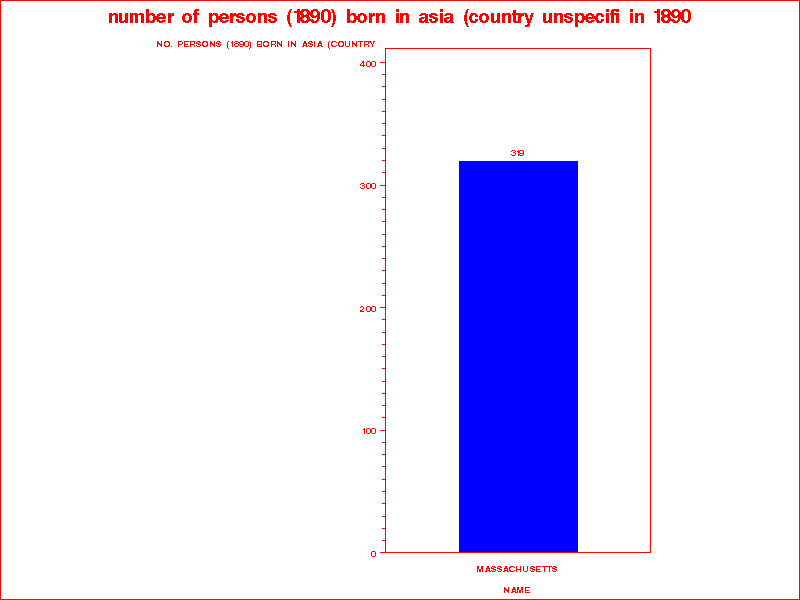 number of persons (1890) born in asia (country unspecifi in 1890
NO. PERSONS (1890) BORN IN ASIA (COUNTRY
400
319
300
200
100
0
MASSACHUSETTS
NAME